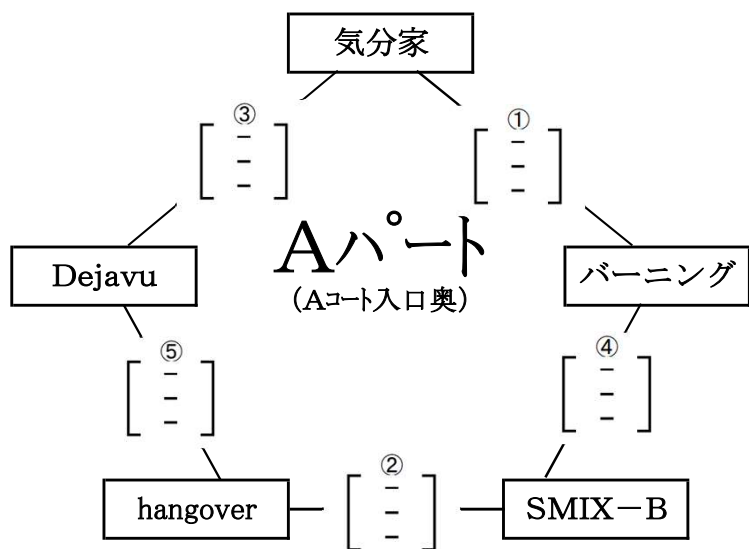 気分家
③
[ － － － ]
①
[ － － － ]
Aパート
(Aコート入口奥)
Dejavu
バーニング
⑤
[ － － － ]
④
[ － － － ]
②
[ － － － ]
hangover
SMIX－B